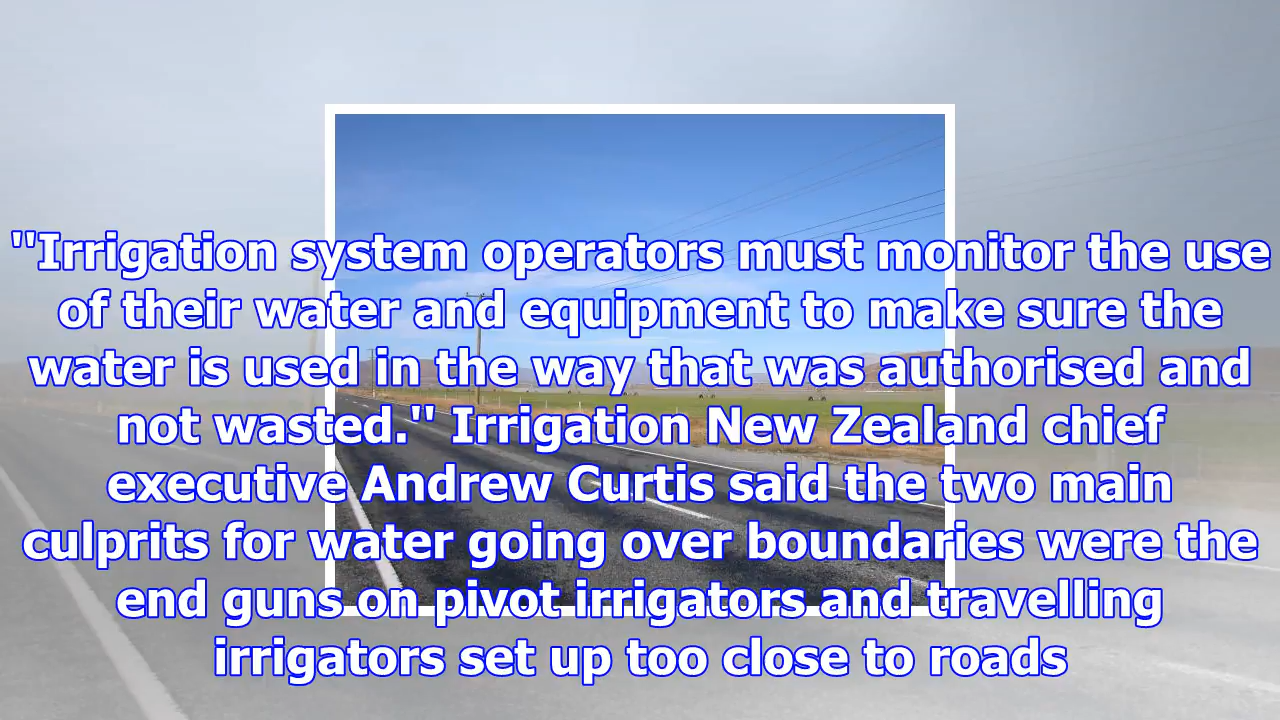 "Irrigation system operators must monitor the use
of their water and equipment to make sure the
water is used in the way that was authorised and
not wasted." Irrigation New Zealand chief
executive Andrew Curtis said the two main
culprits for water going over boundaries were the
end guns on pivot irrigators and travelling
irrigators set up too close to roads